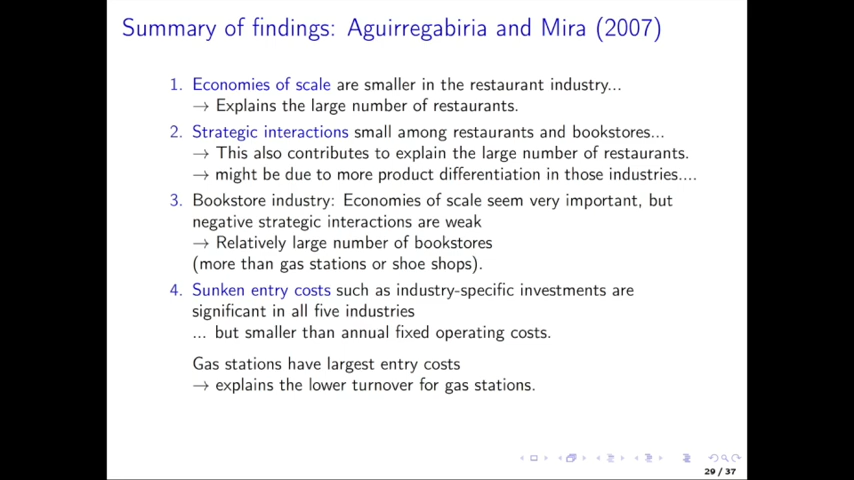 Summary of findings: Aguirregabiria and Mira (2007)
1. Economies of scale are smaller in the restaurant industry...
→ Explains the large number of restaurants.
2. Strategic interactions small among restaurants and bookstores...
→ This also contributes to explain the large number of restaurants.
→ might be due to more product differentiation in those industries....
3. Bookstore industry: Economies of scale seem very important, but
negative strategic interactions are weak
→ Relatively large number of bookstores
(more than gas stations or shoe shops).
4. Sunken entry costs such as industry-specific investments are
significant in all five industries
... but smaller than annual fixed operating costs.
Gas stations have largest entry costs
→ explains the lower turnover for gas stations.
29 / 37